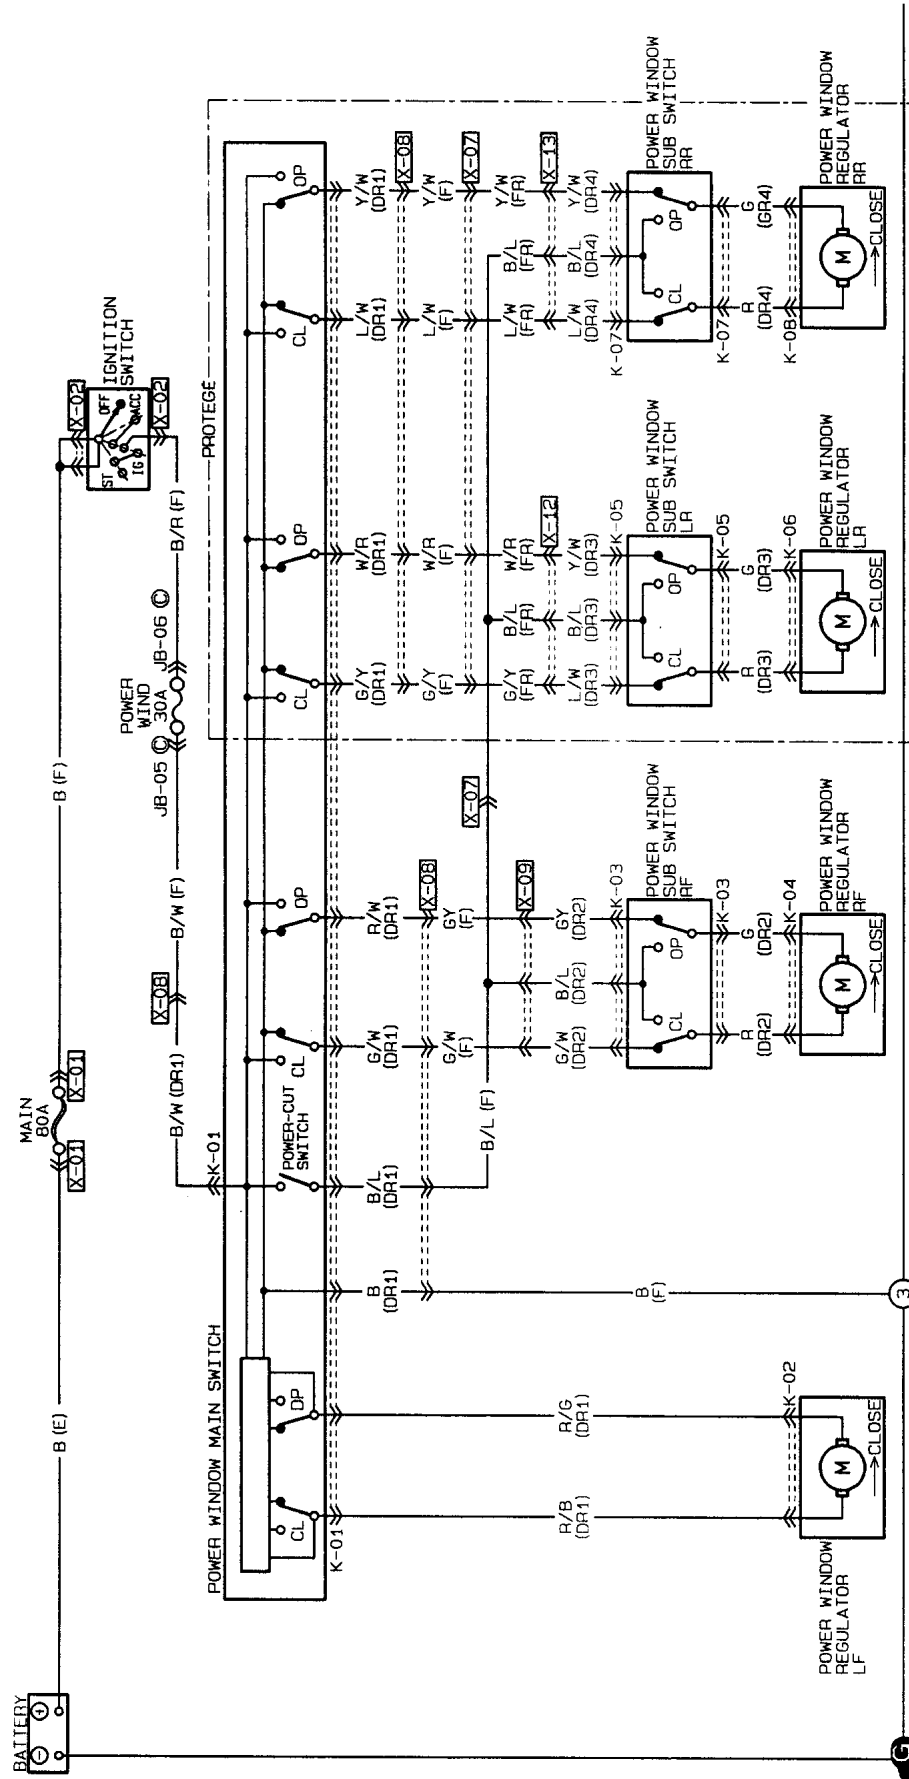 BATTERY
−
+
B (E)
X-01
MAIN
80A
X-01
B (F)
X-02
IGNITION
SWITCH
OFF
ACC
ST
IG
X-02
B/R (F)
JB-06 C
POWER
WIND
30A
JB-05 C
B/W (F)
X-08
B/W (DR1)
K-01
POWER WINDOW MAIN SWITCH
PROTEGÉ
CL
OP
POWER-CUT
SWITCH
CL
OP
CL
OP
CL
OP
K-01
B
(DR1)
B/L
(DR1)
G/W
(DR1)
R/W
(DR1)
G/Y
(DR1)
W/R
(DR1)
L/W
(DR1)
Y/W
(DR1)
X-08
X-08
G/W
(F)
GY
(F)
G/Y
(F)
W/R
(F)
L/W
(F)
Y/W
(F)
X-07
X-07
B/L (F)
X-09
G/Y
(FR)
B/L
(FR)
W/R
(FR)
L/W
(FR)
B/L
(FR)
Y/W
(FR)
X-12
X-13
R/B
(DR1)
R/G
(DR1)
B
(F)
G/W
(DR2)
B/L
(DR2)
GY
(DR2)
L/W
(DR3)
B/L
(DR3)
Y/W
(DR3)
L/W
(DR4)
B/L
(DR4)
Y/W
(DR4)
K-03
K-05
K-07
CL
OP
POWER WINDOW
SUB SWITCH
RF
CL
OP
POWER WINDOW
SUB SWITCH
LR
CL
OP
POWER WINDOW
SUB SWITCH
RR
K-03
K-05
K-07
R
(DR2)
G
(DR2)
R
(DR3)
G
(DR3)
R
(DR4)
G
(GR4)
K-02
K-04
K-06
K-08
POWER WINDOW
REGULATOR
LF
M
CLOSE
POWER WINDOW
REGULATOR
RF
M
CLOSE
POWER WINDOW
REGULATOR
LR
M
CLOSE
POWER WINDOW
REGULATOR
RR
M
CLOSE
G
3